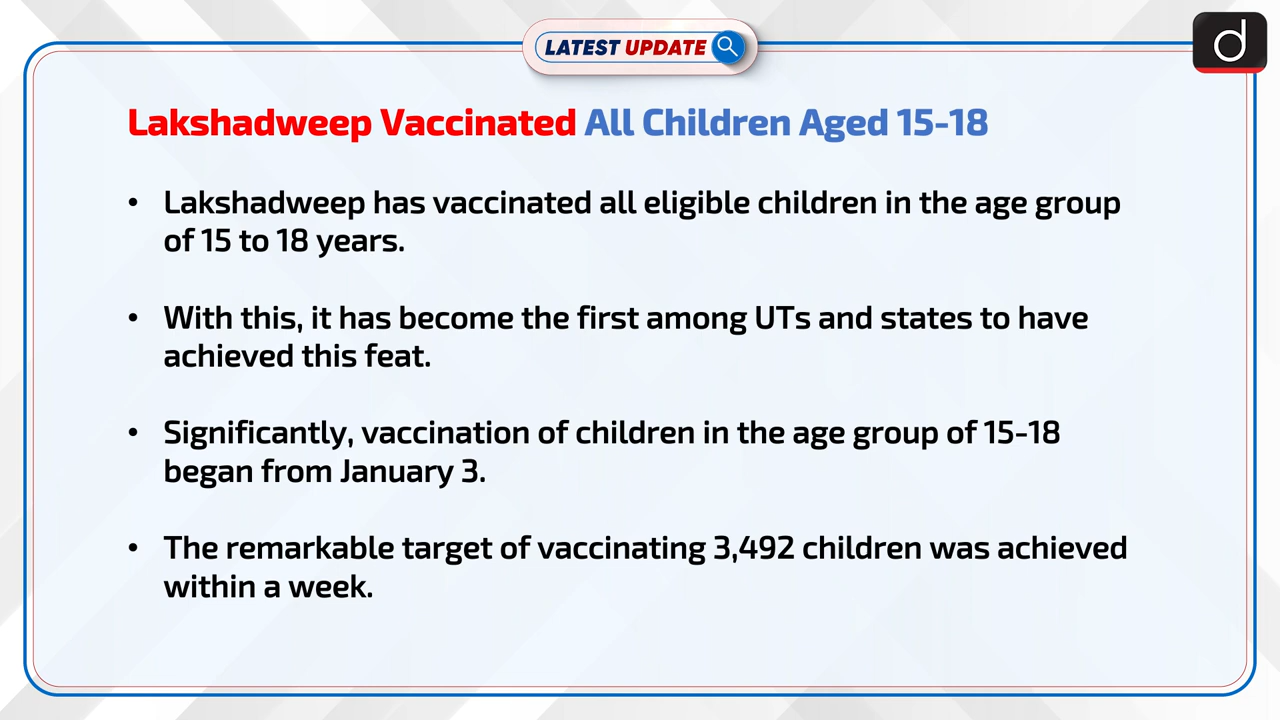 LATEST UPDATE
d
Lakshadweep Vaccinated All Children Aged 15-18
• Lakshadweep has vaccinated all eligible children in the age group
of 15 to 18 years.
• With this, it has become the first among UTs and states to have
achieved this feat.
• Significantly, vaccination of children in the age group of 15-18
began from January 3.
• The remarkable target of vaccinating 3,492 children was achieved
within a week.